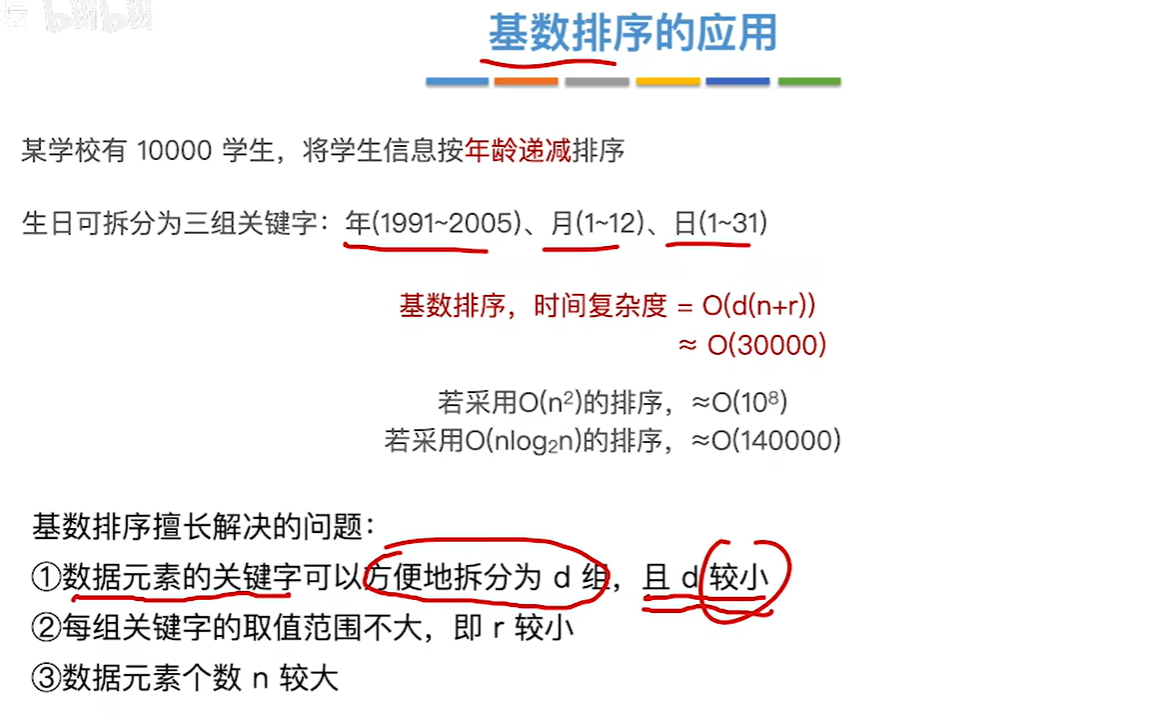 基数排序的应用
某学校有 10000 学生，将学生信息按年龄递减排序
生日可拆分为三组关键字：年(1991~2005)、月(1~12)、日(1~31)
基数排序，时间复杂度 = O(d(n+r))
≈ O(30000)
若采用O(n²)的排序，≈O(10⁸)
若采用O(nlog₂n)的排序，≈O(140000)
基数排序擅长解决的问题：
①数据元素的关键字可以方便地拆分为 d 组，且 d 较小
②每组关键字的取值范围不大，即 r 较小
③数据元素个数 n 较大